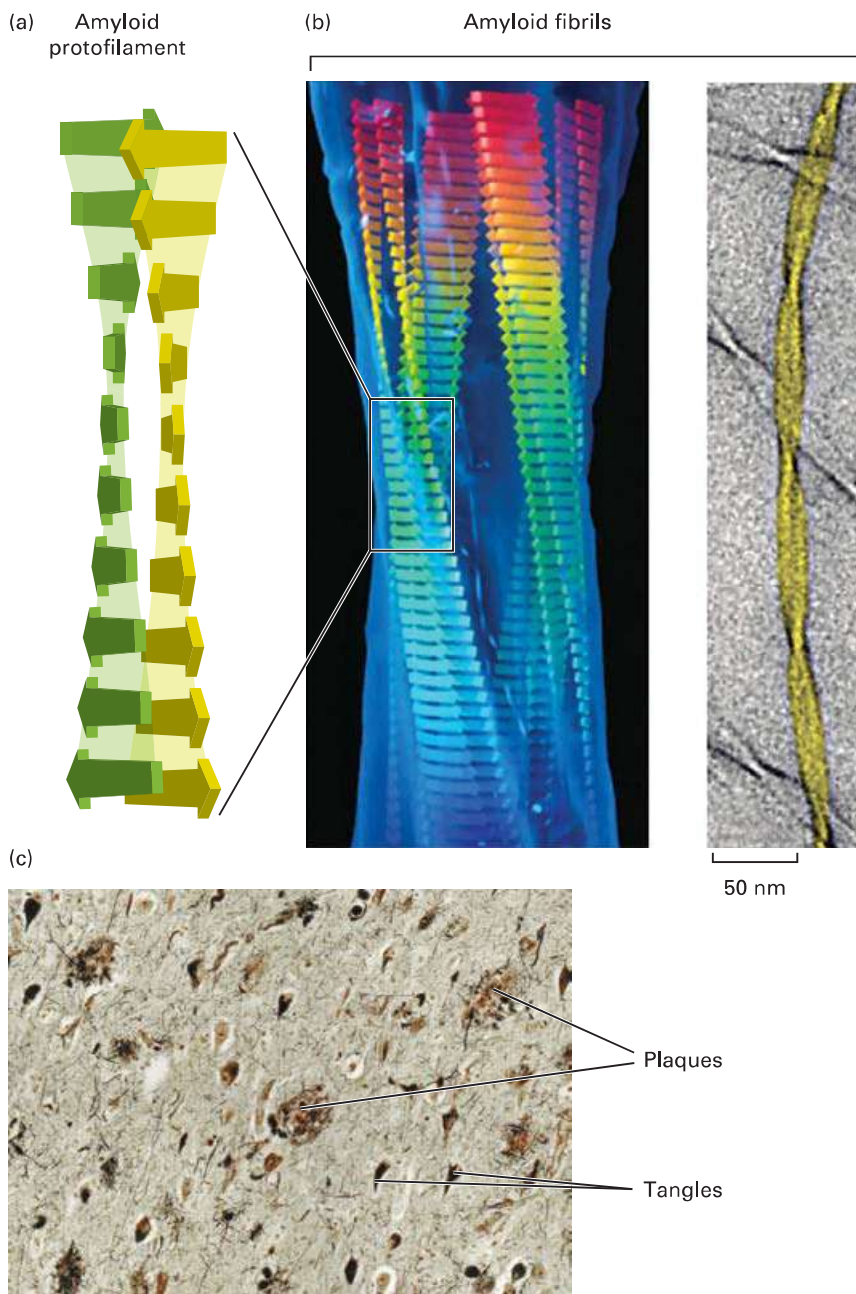 (a)
Amyloid
protofilament
(b)
Amyloid fibrils
50 nm
(c)
Plaques
Tangles